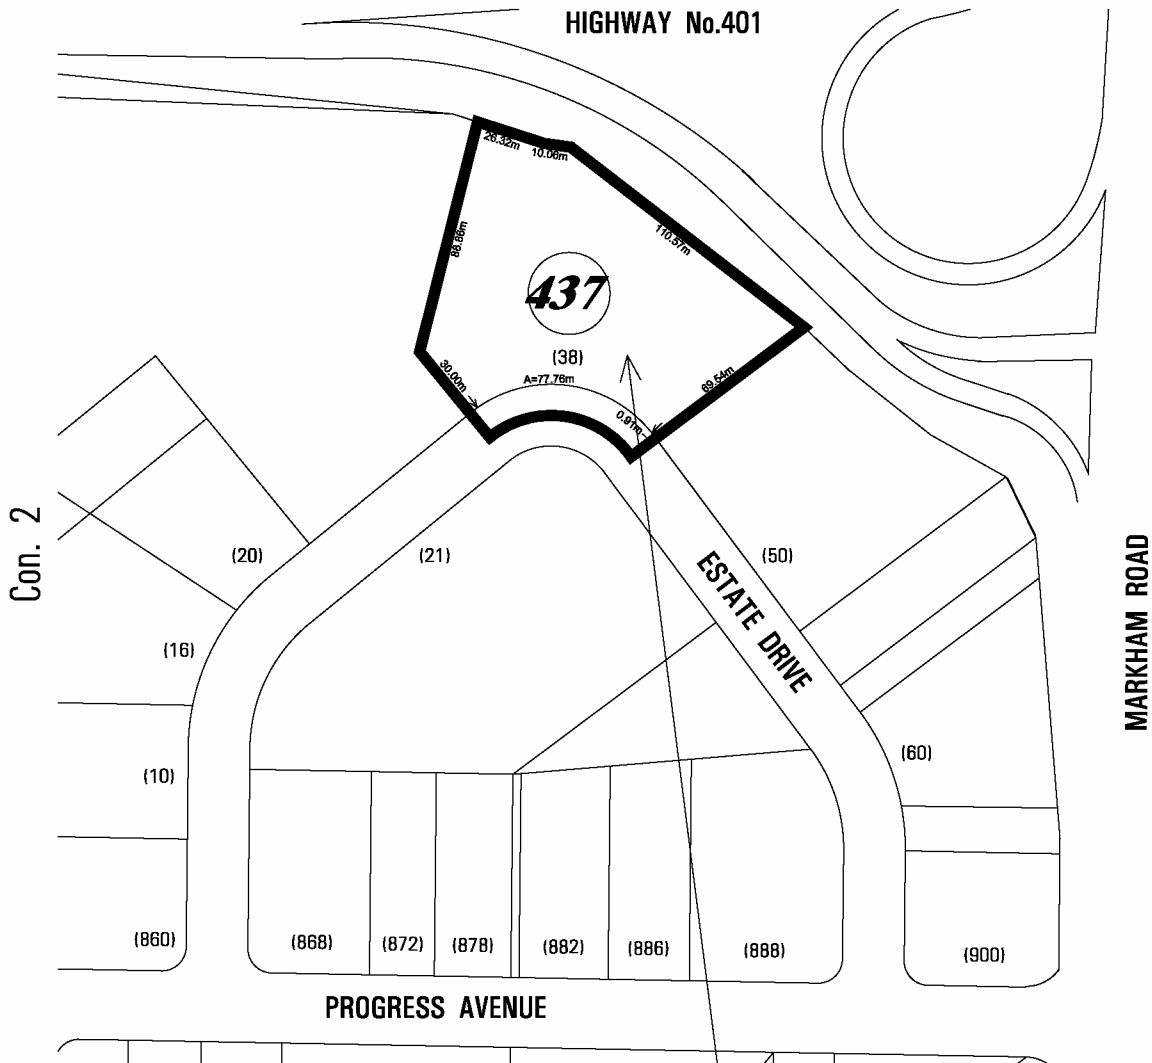 HIGHWAY No.401
26.32m
10.06m
88.86m
110.57m
437
(38)
A=77.76m
30.00m
69.54m
0.91m
Con. 2
(20)
(21)
(50)
ESTATE DRIVE
MARKHAM ROAD
(16)
(10)
(60)
(860)
(868)
(872)
(878)
(882)
(886)
(888)
(900)
PROGRESS AVENUE